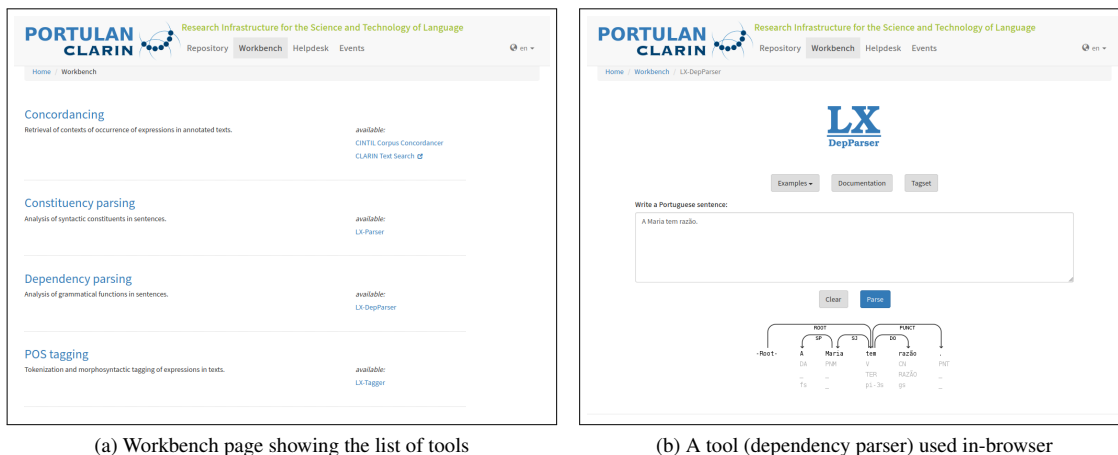 PORTULAN
CLARIN
Research Infrastructure for the Science and Technology of Language
Repository Workbench Helpdesk Events en
Home / Workbench
Concordancing
Retrieval of contexts of occurrence of expressions in annotated texts.
available:
CINTIL Corpus Concordancer
CLARIN Text Search
Constituency parsing
Analysis of syntactic constituents in sentences.
available:
LX-Parser
Dependency parsing
Analysis of grammatical functions in sentences.
available:
LX-DepParser
POS tagging
Tokenization and morphosyntactic tagging of expressions in texts.
available:
LX-Tagger
(a) Workbench page showing the list of tools
PORTULAN
CLARIN
Research Infrastructure for the Science and Technology of Language
Repository Workbench Helpdesk Events en
Home / Workbench / LX-DepParser
LX
DepParser
Examples Documentation Tagset
Write a Portuguese sentence:
A Maria tem razão.
Clear Parse
ROOT PUNCT
SP SJ DO
-Root- A Maria tem razão .
DA PNM V CN PNT
_ _ TER RAZÃO _
fs _ pi-3s gs _
(b) A tool (dependency parser) used in-browser